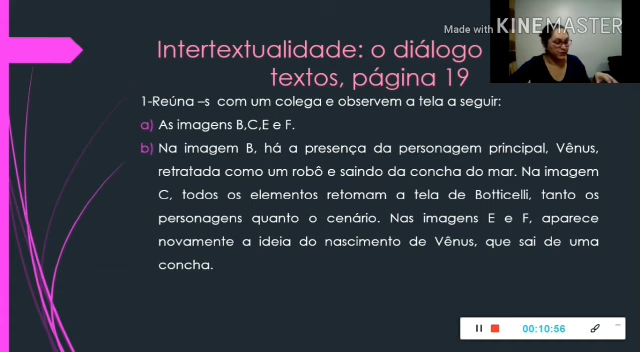 Made with KINEMASTER
Intertextualidade: o diálogo
textos, página 19
1-Reúna –s com um colega e observem a tela a seguir:
a) As imagens B,C,E e F.
b) Na imagem B, há a presença da personagem principal, Vênus,
retratada como um robô e saindo da concha do mar. Na imagem
C, todos os elementos retomam a tela de Botticelli, tanto os
personagens quanto o cenário. Nas imagens E e F, aparece
novamente a ideia do nascimento de Vênus, que sai de uma
concha.
00:10:56